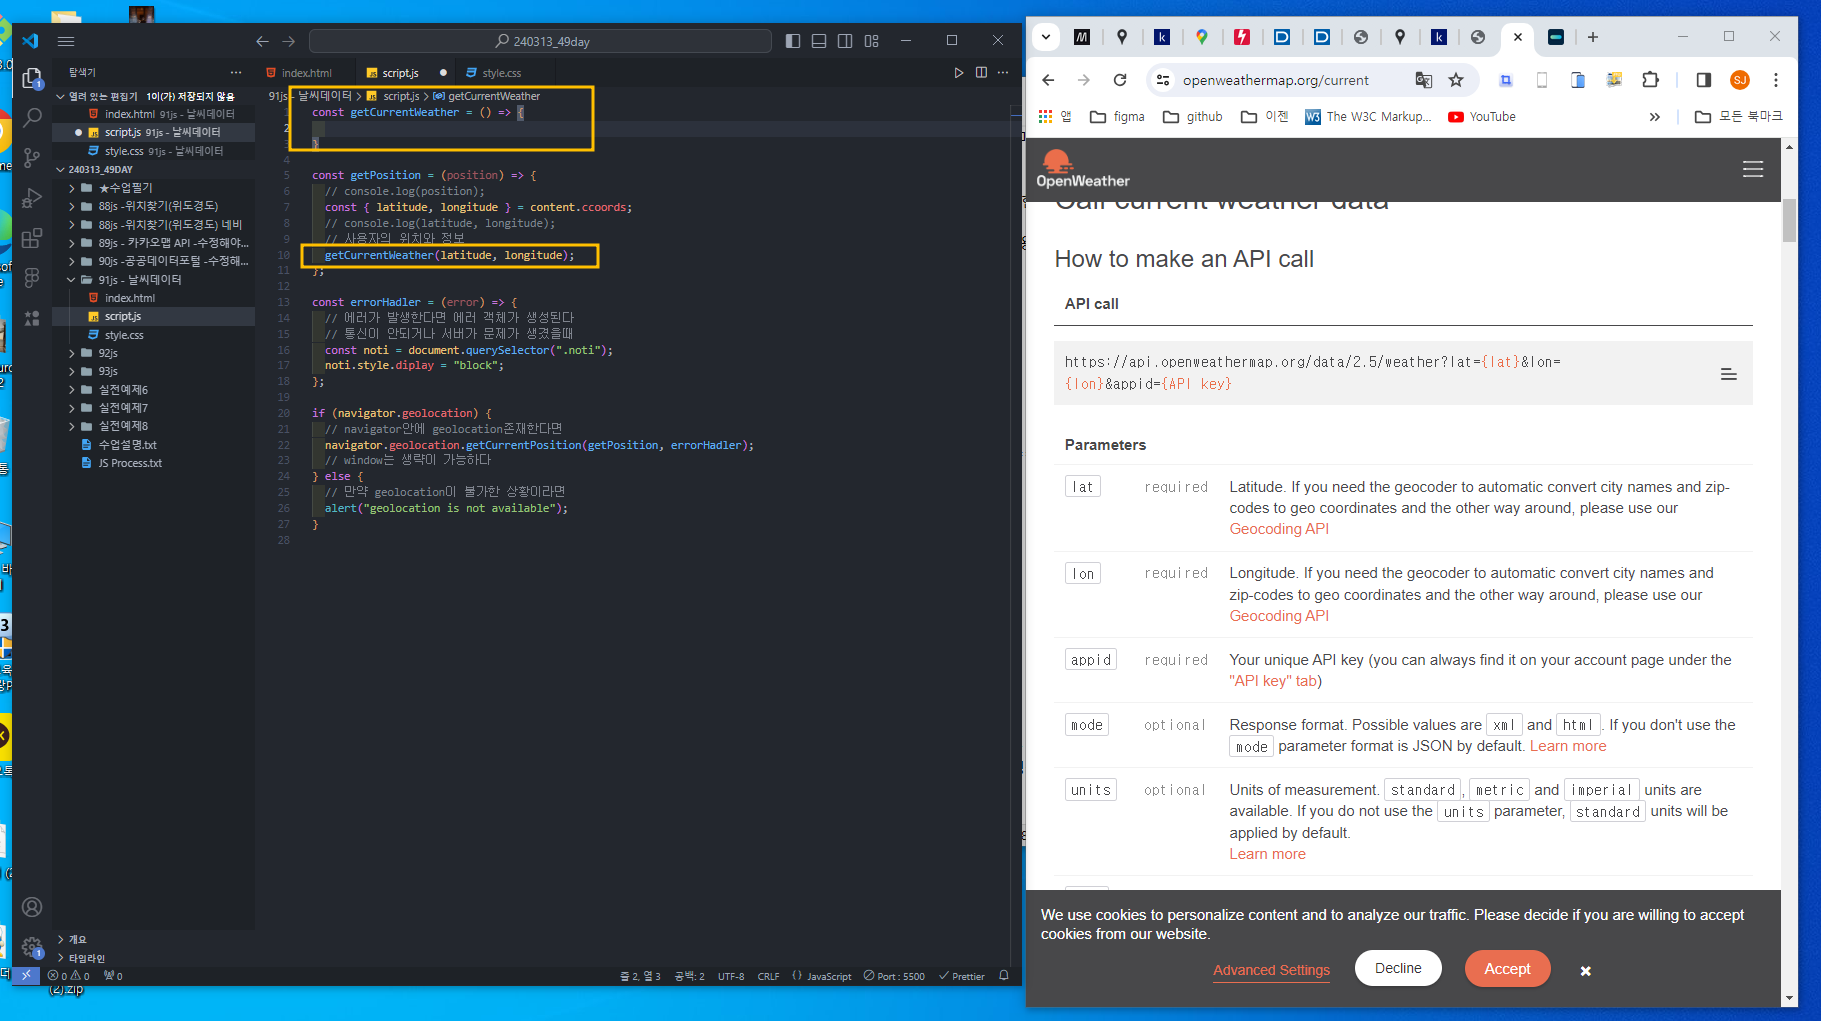 240313_49day
탐색기
index.html
script.js
style.css
열려 있는 편집기
1이(가) 저장되지 않음
91js - 날씨데이터 > script.js > getCurrentWeather
index.html 91js - 날씨데이터
script.js 91js - 날씨데이터
style.css 91js - 날씨데이터
240313_49DAY
★수업필기
88js -위치찾기(위도경도)
88js -위치찾기(위도경도) 네비
89js - 카카오맵 API -수정해야...
90js -공공데이터포털 -수정해...
91js - 날씨데이터
index.html
script.js
style.css
92js
93js
실전예제6
실전예제7
실전예제8
수업설명.txt
JS Process.txt
개요
타임라인
1 const getCurrentWeather = () => {
2
3 }
4
5 const getPosition = (position) => {
6 // console.log(position);
7 const { latitude, longitude } = content.ccoords;
8 // console.log(latitude, longitude);
9 // 사용자의 위치와 정보
10 getCurrentWeather(latitude, longitude);
11 };
12
13 const errorHadler = (error) => {
14 // 에러가 발생한다면 에러 객체가 생성된다
15 // 통신이 안되거나 서버가 문제가 생겼을때
16 const noti = document.querySelector(".noti");
17 noti.style.diplay = "block";
18 };
19
20 if (navigator.geolocation) {
21 // navigator안에 geolocation존재한다면
22 navigator.geolocation.getCurrentPosition(getPosition, errorHadler);
23 // window는 생략이 가능하다
24 } else {
25 // 만약 geolocation이 불가한 상황이라면
26 alert("geolocation is not available");
27 }
28
0 0 0
줄 2, 열 3 공백: 2 UTF-8 CRLF {} JavaScript Port : 5500 Prettier
(2).zip
openweathermap.org/current
SJ
앱 figma github 이젠 The W3C Markup... YouTube » 모든 북마크
OpenWeather
Call current weather data
How to make an API call
API call
https://api.openweathermap.org/data/2.5/weather?lat={lat}&lon=
{lon}&appid={API key}
Parameters
lat required Latitude. If you need the geocoder to automatic convert city names and zip-
codes to geo coordinates and the other way around, please use our
Geocoding API
lon required Longitude. If you need the geocoder to automatic convert city names and
zip-codes to geo coordinates and the other way around, please use our
Geocoding API
appid required Your unique API key (you can always find it on your account page under the
"API key" tab)
mode optional Response format. Possible values are xml and html. If you don't use the
mode parameter format is JSON by default. Learn more
units optional Units of measurement. standard, metric and imperial units are
available. If you do not use the units parameter, standard units will be
applied by default.
Learn more
We use cookies to personalize content and to analyze our traffic. Please decide if you are willing to accept
cookies from our website.
Advanced Settings Decline Accept